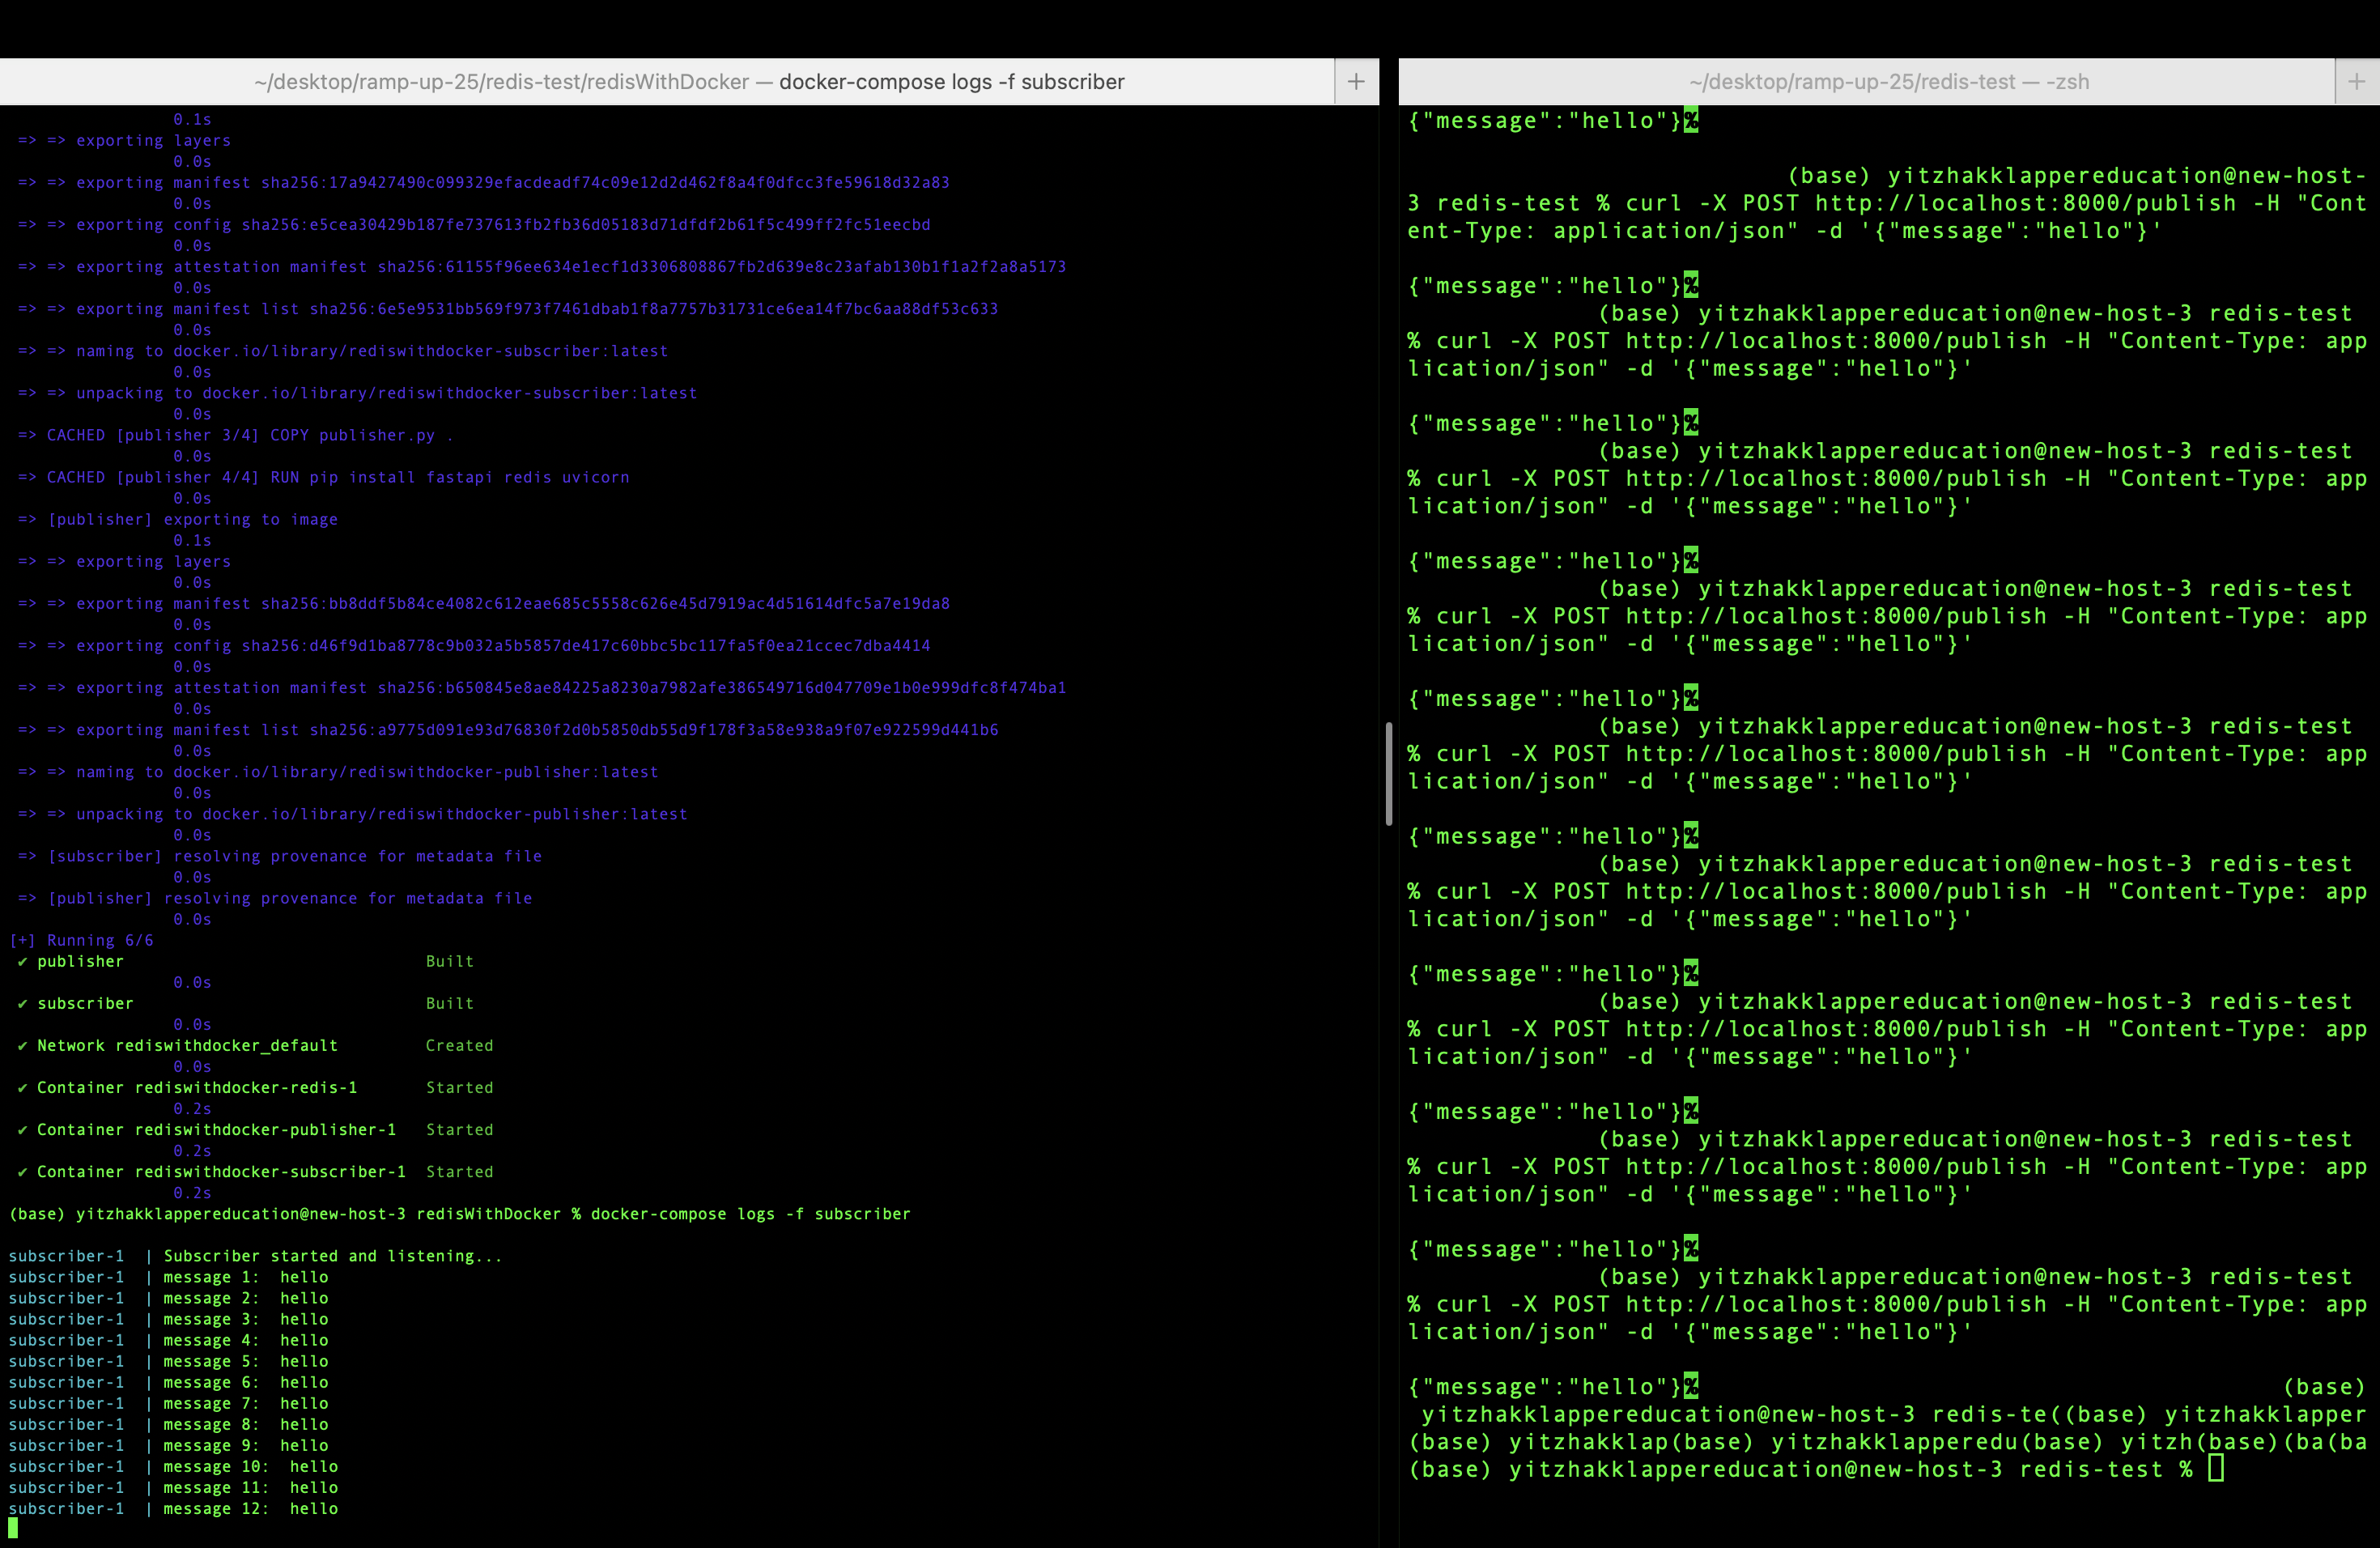 ~/desktop/ramp-up-25/redis-test/redisWithDocker — docker-compose logs -f subscriber
+
0.1s
=> => exporting layers
0.0s
=> => exporting manifest sha256:17a9427490c099329efacdeadf74c09e12d2d462f8a4f0dfcc3fe59618d32a83
0.0s
=> => exporting config sha256:e5cea30429b187fe737613fb2fb36d05183d71dfdf2b61f5c499ff2fc51eecbd
0.0s
=> => exporting attestation manifest sha256:61155f96ee634e1ecf1d3306808867fb2d639e8c23afab130b1f1a2f2a8a5173
0.0s
=> => exporting manifest list sha256:6e5e9531bb569f973f7461dbab1f8a7757b31731ce6ea14f7bc6aa88df53c633
0.0s
=> => naming to docker.io/library/rediswithdocker-subscriber:latest
0.0s
=> => unpacking to docker.io/library/rediswithdocker-subscriber:latest
0.0s
=> CACHED [publisher 3/4] COPY publisher.py .
0.0s
=> CACHED [publisher 4/4] RUN pip install fastapi redis uvicorn
0.0s
=> [publisher] exporting to image
0.1s
=> => exporting layers
0.0s
=> => exporting manifest sha256:bb8ddf5b84ce4082c612eae685c5558c626e45d7919ac4d51614dfc5a7e19da8
0.0s
=> => exporting config sha256:d46f9d1ba8778c9b032a5b5857de417c60bbc5bc117fa5f0ea21ccec7dba4414
0.0s
=> => exporting attestation manifest sha256:b650845e8ae84225a8230a7982afe386549716d047709e1b0e999dfc8f474ba1
0.0s
=> => exporting manifest list sha256:a9775d091e93d76830f2d0b5850db55d9f178f3a58e938a9f07e922599d441b6
0.0s
=> => naming to docker.io/library/rediswithdocker-publisher:latest
0.0s
=> => unpacking to docker.io/library/rediswithdocker-publisher:latest
0.0s
=> [subscriber] resolving provenance for metadata file
0.0s
=> [publisher] resolving provenance for metadata file
0.0s
[+] Running 6/6
✔ publisher Built
0.0s
✔ subscriber Built
0.0s
✔ Network rediswithdocker_default Created
0.0s
✔ Container rediswithdocker-redis-1 Started
0.2s
✔ Container rediswithdocker-publisher-1 Started
0.2s
✔ Container rediswithdocker-subscriber-1 Started
0.2s
(base) yitzhakklappereducation@new-host-3 redisWithDocker % docker-compose logs -f subscriber
subscriber-1 | Subscriber started and listening...
subscriber-1 | message 1: hello
subscriber-1 | message 2: hello
subscriber-1 | message 3: hello
subscriber-1 | message 4: hello
subscriber-1 | message 5: hello
subscriber-1 | message 6: hello
subscriber-1 | message 7: hello
subscriber-1 | message 8: hello
subscriber-1 | message 9: hello
subscriber-1 | message 10: hello
subscriber-1 | message 11: hello
subscriber-1 | message 12: hello
~/desktop/ramp-up-25/redis-test — -zsh
+
{"message":"hello"}%
(base) yitzhakklappereducation@new-host-
3 redis-test % curl -X POST http://localhost:8000/publish -H "Cont
ent-Type: application/json" -d '{"message":"hello"}'
{"message":"hello"}%
(base) yitzhakklappereducation@new-host-3 redis-test
% curl -X POST http://localhost:8000/publish -H "Content-Type: app
lication/json" -d '{"message":"hello"}'
{"message":"hello"}%
(base) yitzhakklappereducation@new-host-3 redis-test
% curl -X POST http://localhost:8000/publish -H "Content-Type: app
lication/json" -d '{"message":"hello"}'
{"message":"hello"}%
(base) yitzhakklappereducation@new-host-3 redis-test
% curl -X POST http://localhost:8000/publish -H "Content-Type: app
lication/json" -d '{"message":"hello"}'
{"message":"hello"}%
(base) yitzhakklappereducation@new-host-3 redis-test
% curl -X POST http://localhost:8000/publish -H "Content-Type: app
lication/json" -d '{"message":"hello"}'
{"message":"hello"}%
(base) yitzhakklappereducation@new-host-3 redis-test
% curl -X POST http://localhost:8000/publish -H "Content-Type: app
lication/json" -d '{"message":"hello"}'
{"message":"hello"}%
(base) yitzhakklappereducation@new-host-3 redis-test
% curl -X POST http://localhost:8000/publish -H "Content-Type: app
lication/json" -d '{"message":"hello"}'
{"message":"hello"}%
(base) yitzhakklappereducation@new-host-3 redis-test
% curl -X POST http://localhost:8000/publish -H "Content-Type: app
lication/json" -d '{"message":"hello"}'
{"message":"hello"}%
(base) yitzhakklappereducation@new-host-3 redis-test
% curl -X POST http://localhost:8000/publish -H "Content-Type: app
lication/json" -d '{"message":"hello"}'
{"message":"hello"}% (base)
yitzhakklappereducation@new-host-3 redis-te((base) yitzhakklapper
(base) yitzhakklap(base) yitzhakklapperedu(base) yitzh(base)(ba(ba
(base) yitzhakklappereducation@new-host-3 redis-test %